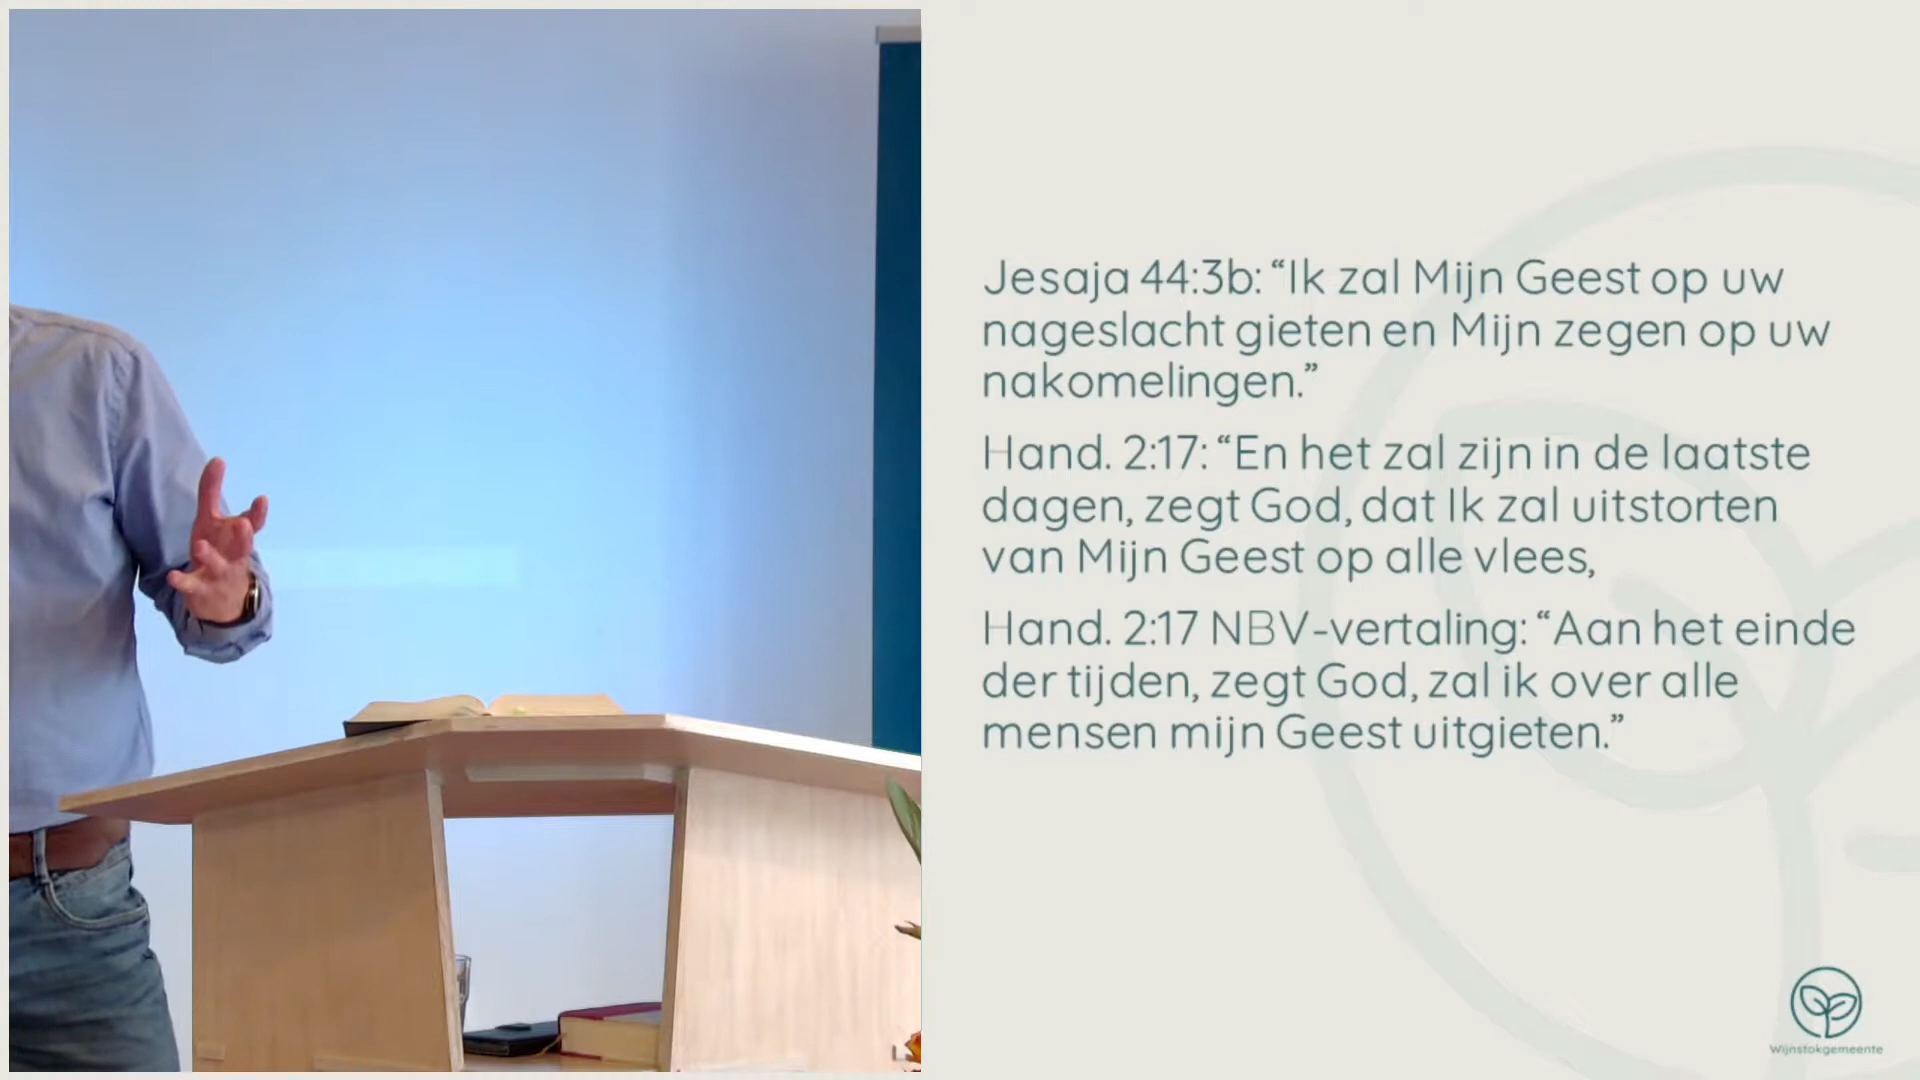 Jesaja 44:3b: “Ik zal Mijn Geest op uw
nageslacht gieten en Mijn zegen op uw
nakomelingen.”
Hand. 2:17: “En het zal zijn in de laatste
dagen, zegt God, dat Ik zal uitstorten
van Mijn Geest op alle vlees,
Hand. 2:17 NBV-vertaling: “Aan het einde
der tijden, zegt God, zal ik over alle
mensen mijn Geest uitgieten.”
Wijnstokgemeente